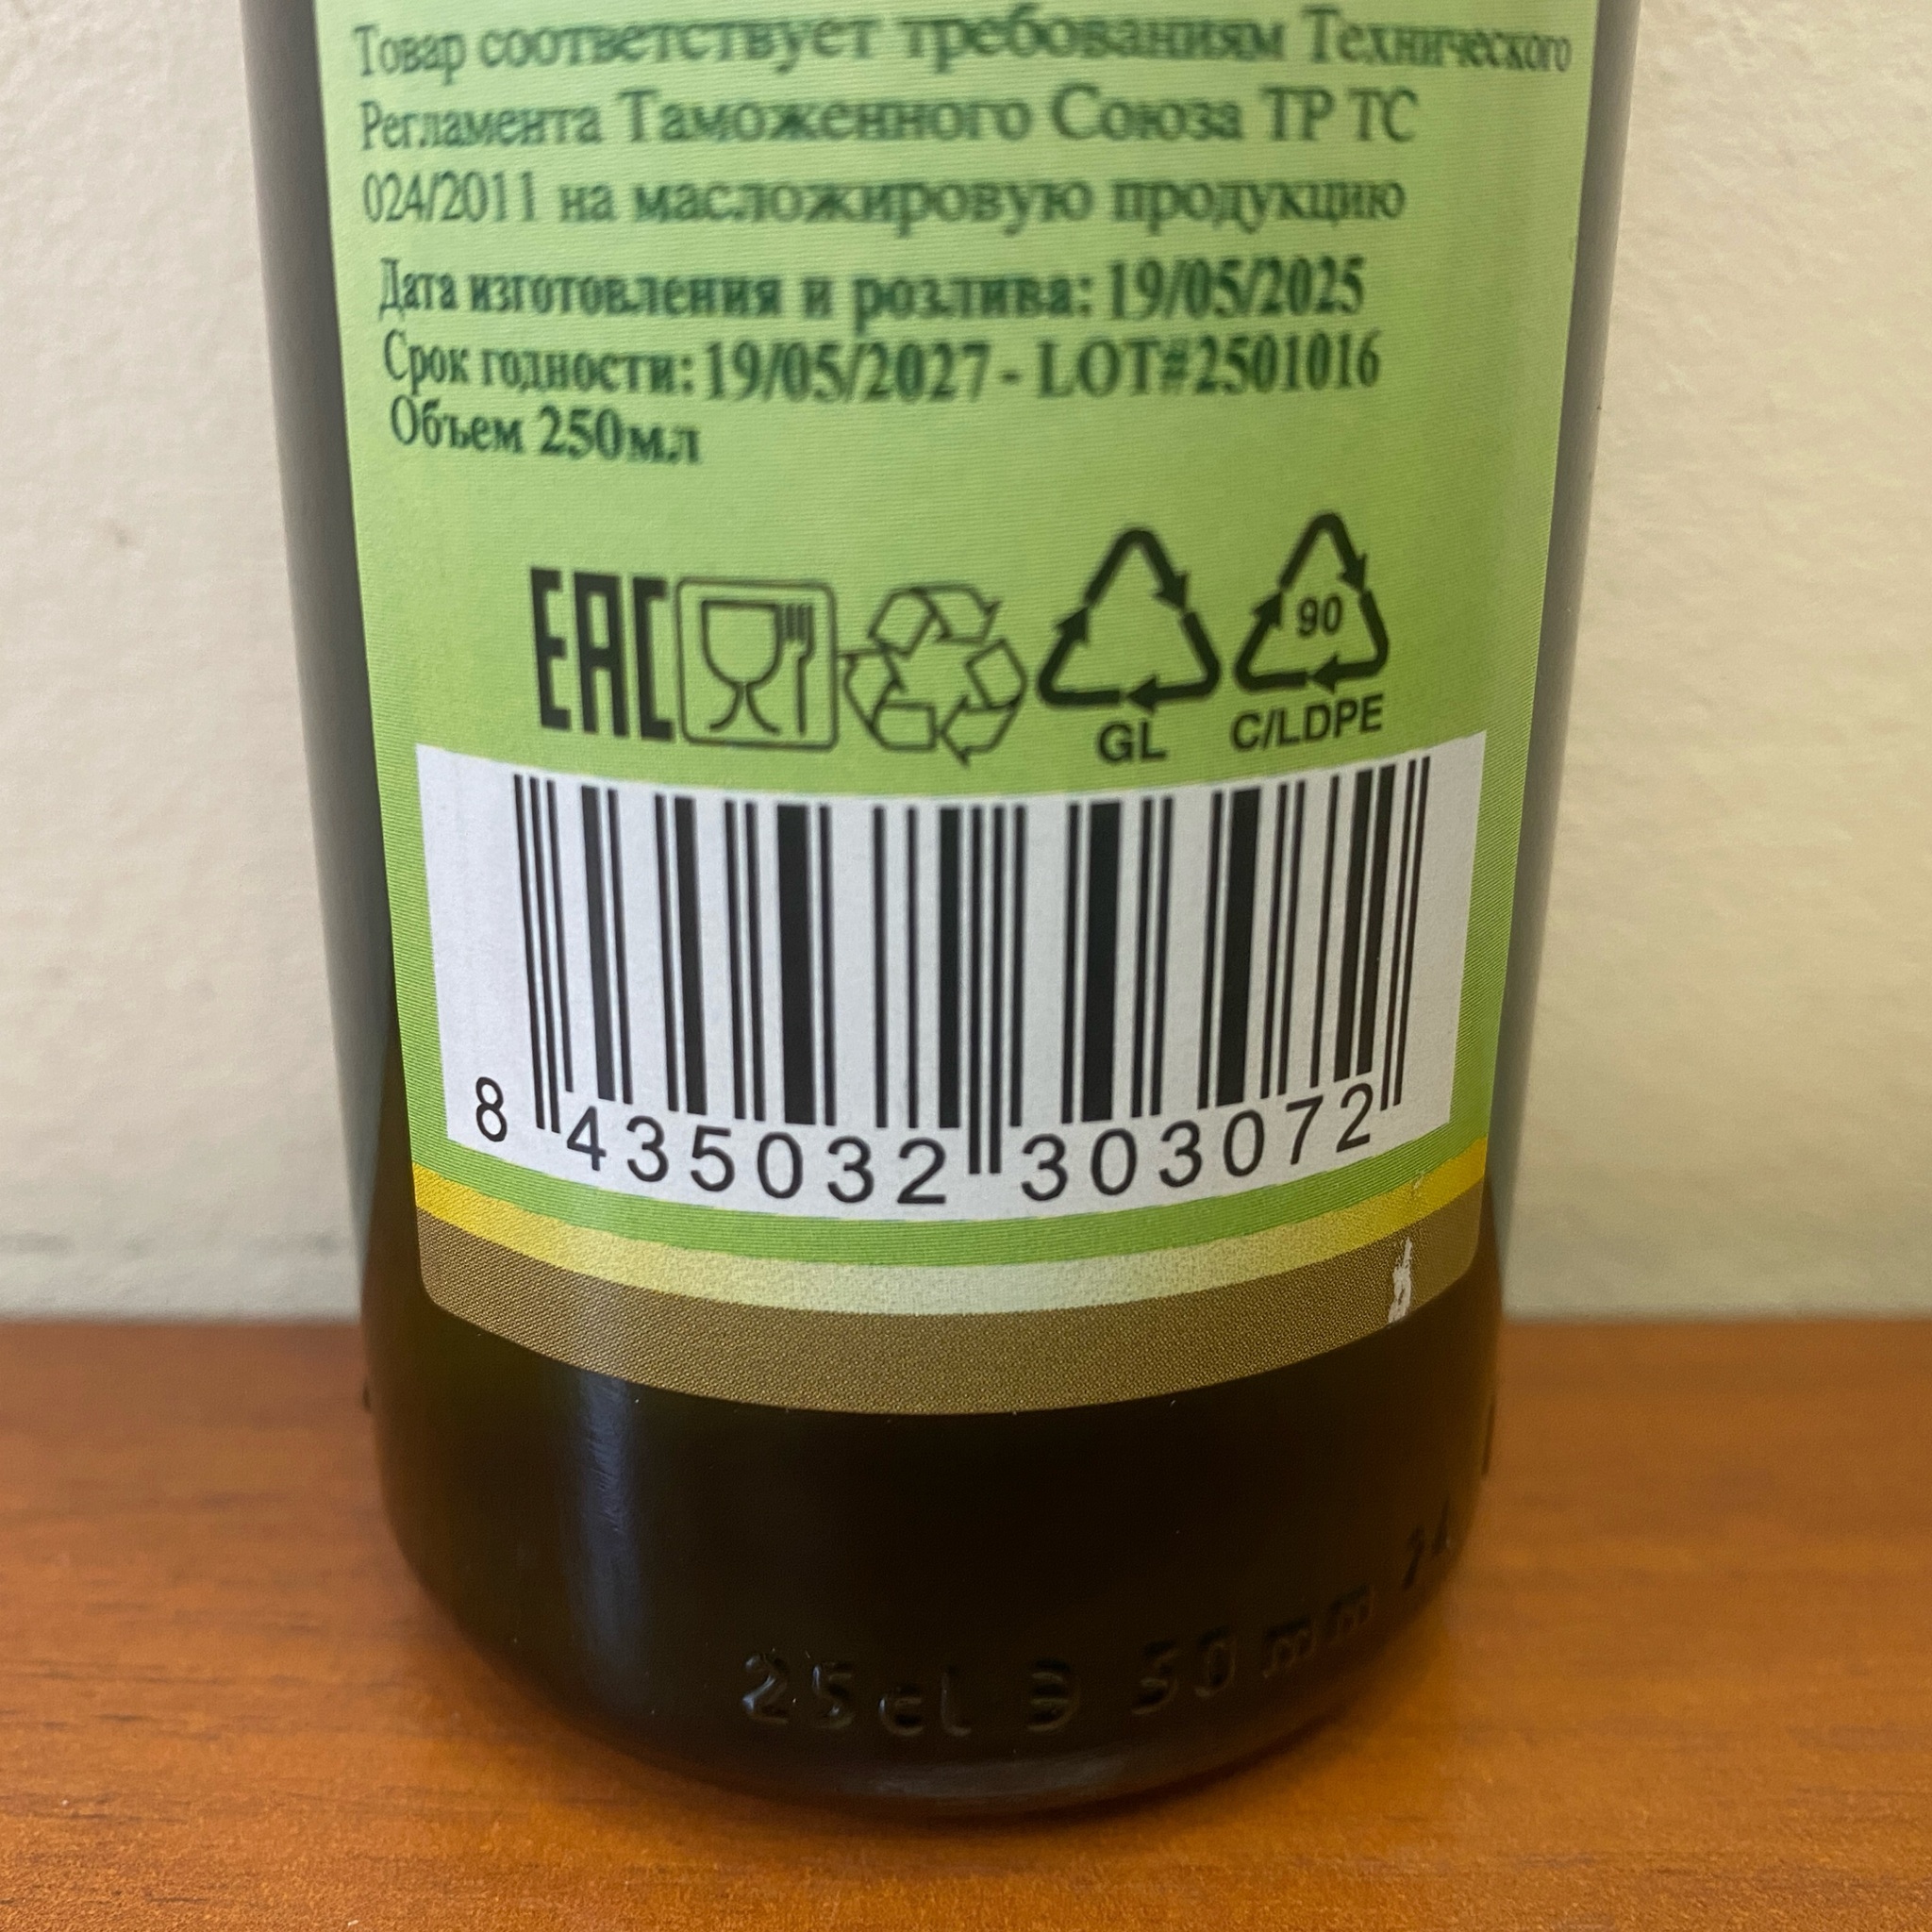 Товар соответствует требованиям Технического
Регламента Таможенного Союза ТР ТС
024/2011 на масложировую продукцию
Дата изготовления и розлива: 19/05/2025
Срок годности: 19/05/2027 - LOT#2501016
Объем 250мл
EAC
90
GL C/LDPE
8 435032 303072
25cl Э 50mm